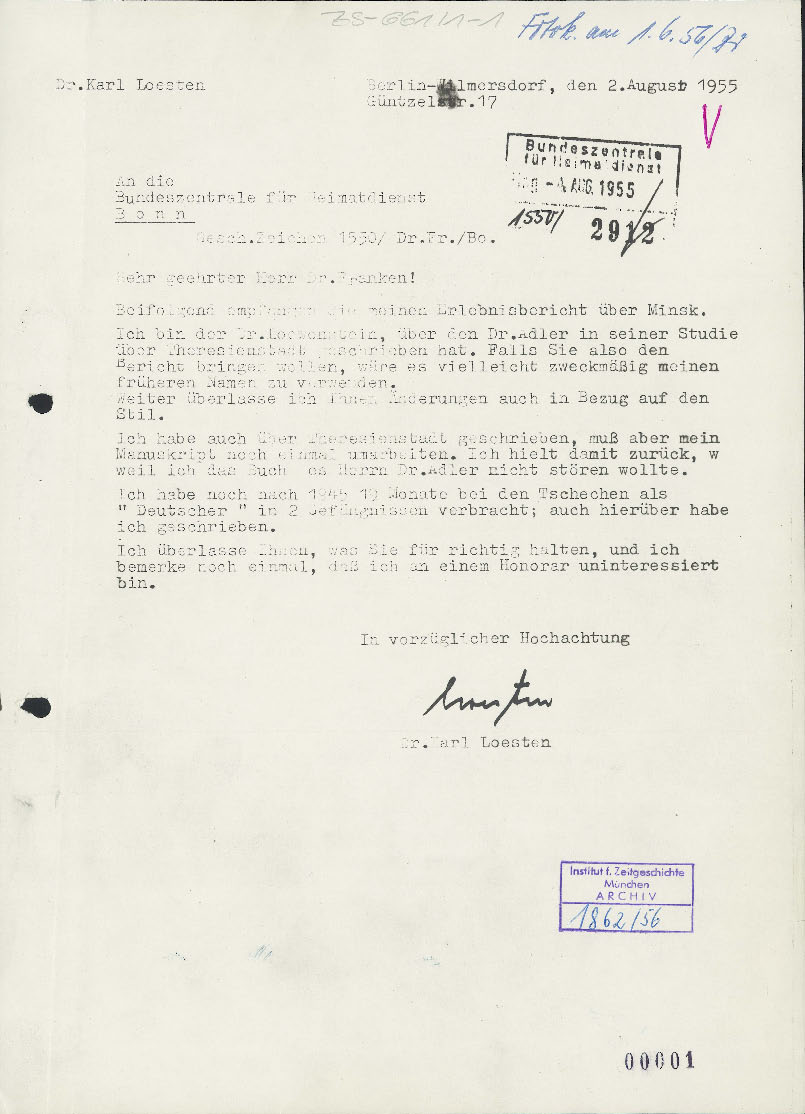 ZS-661/1-1
Fotok. am 1.6.56/
Dr.Karl Loesten
Berlin-Wilmersdorf, den 2.August 1955
Güntzelstr.17
V
Bundeszentrale
für Heimatdienst
- 4. AUG. 1955
1550/
2912
An die
Bundeszentrale für Heimatdienst
B o n n
Gesch.Zeichen 1550/ Dr.Fr./Bo.
Sehr geehrter Herr Dr.Franken!
Beifolgend empfangen Sie meinen Erlebnisbericht über Minsk.
Ich bin der Dr.Loewenstein, über den Dr.Adler in seiner Studie
über Theresienstadt geschrieben hat. Falls Sie also den
Bericht bringen wollen, wäre es vielleicht zweckmäßig meinen
früheren Namen zu verwenden.
Weiter überlasse ich Ihnen Änderungen auch in Bezug auf den
Stil.
Ich habe auch über Theresienstadt geschrieben, muß aber mein
Manuskript noch einmal umarbeiten. Ich hielt damit zurück, w
weil ich das Buch des Herrn Dr.Adler nicht stören wollte.
Ich habe noch nach 1945 19 Monate bei den Tschechen als
" Deutscher " in 2 Gefängnissen verbracht; auch hierüber habe
ich geschrieben.
Ich überlasse Ihnen, was Sie für richtig halten, und ich
bemerke noch einmal, daß ich an einem Honorar uninteressiert
bin.
In vorzüglicher Hochachtung
Loesten
Dr.Karl Loesten
Institut f. Zeitgeschichte
München
ARCHIV
1862/56
00001